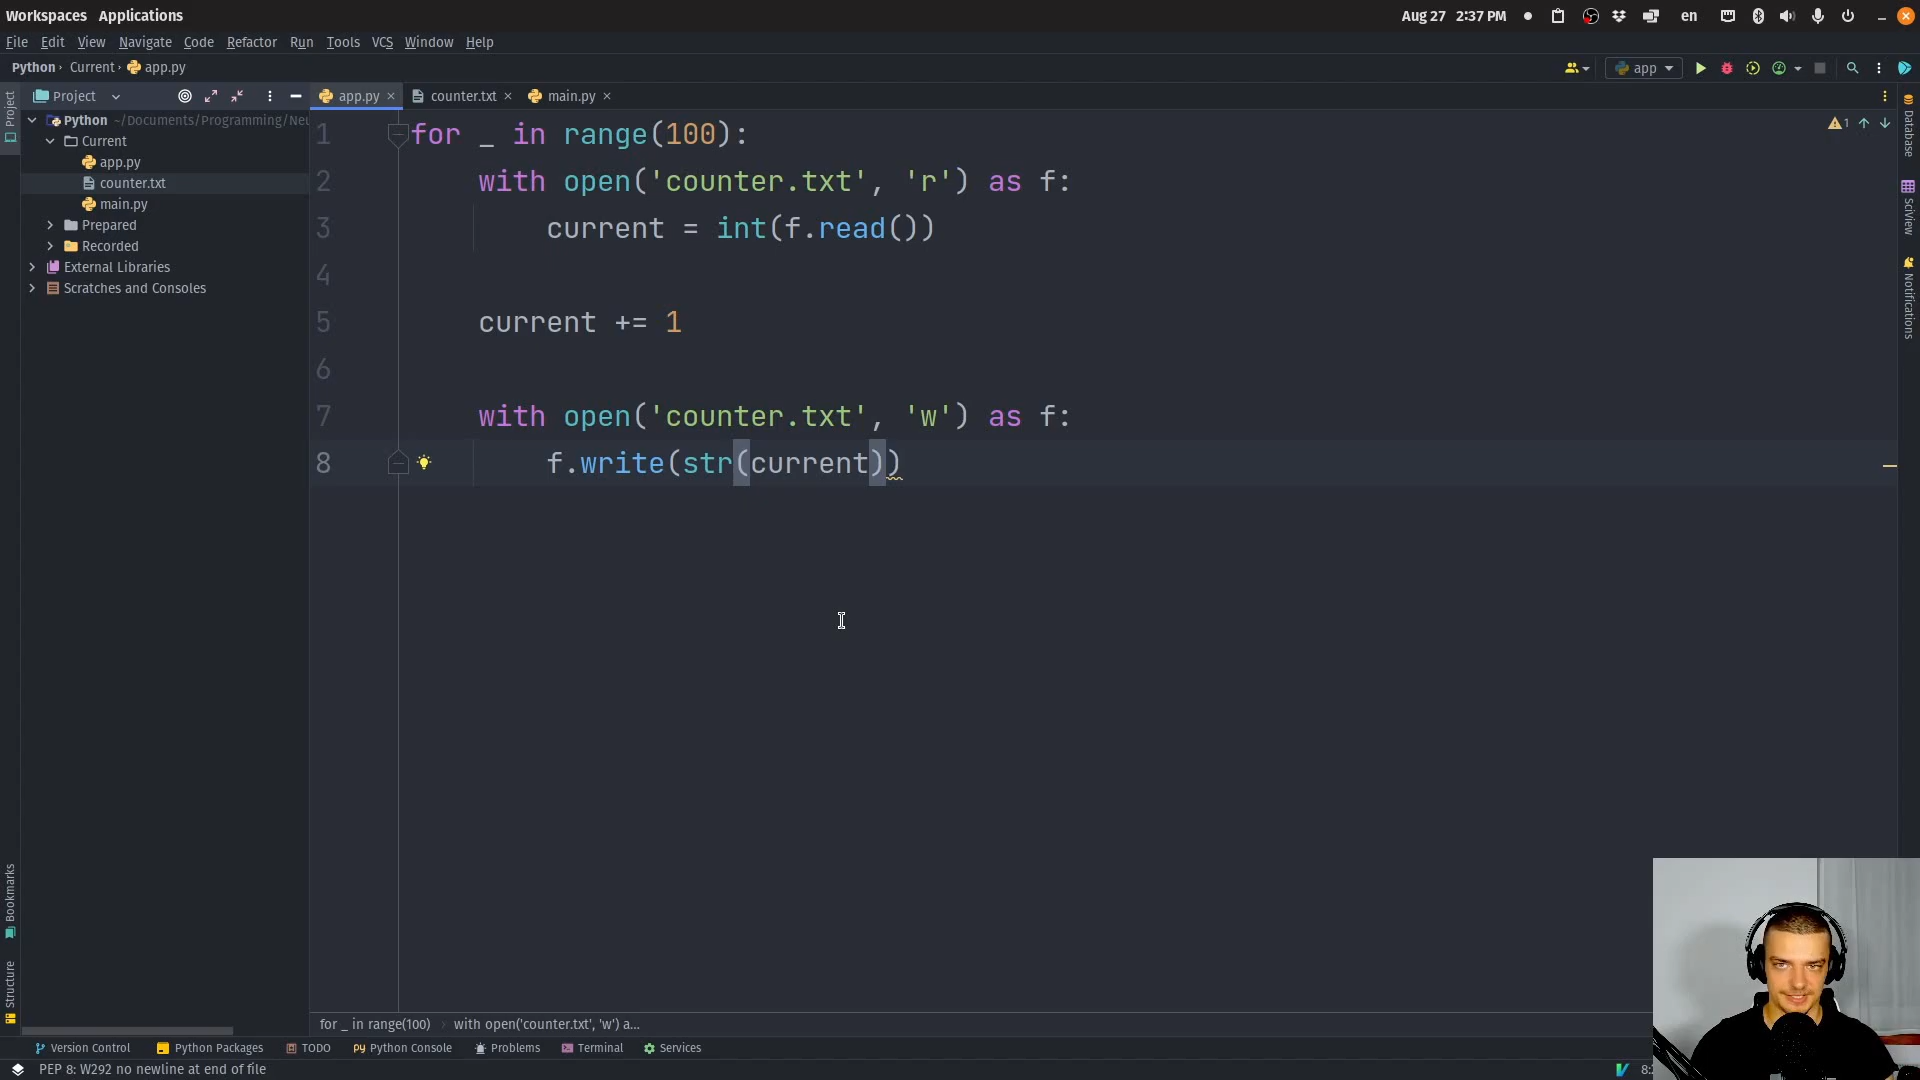 Workspaces Applications
Aug 27 2:37 PM
en
File Edit View Navigate Code Refactor Run Tools VCS Window Help
Python Current app.py
app
Project
app.py
counter.txt
main.py
Project
Python ~/Documents/Programming/Neu
Current
app.py
counter.txt
main.py
Prepared
Recorded
External Libraries
Scratches and Consoles
1 for _ in range(100):
2 with open('counter.txt', 'r') as f:
3 current = int(f.read())
4
5 current += 1
6
7 with open('counter.txt', 'w') as f:
8 f.write(str(current))
1
Database
SciView
Notifications
Bookmarks
Structure
for _ in range(100) with open('counter.txt', 'w') a...
Version Control Python Packages TODO Python Console Problems Terminal Services
PEP 8: W292 no newline at end of file